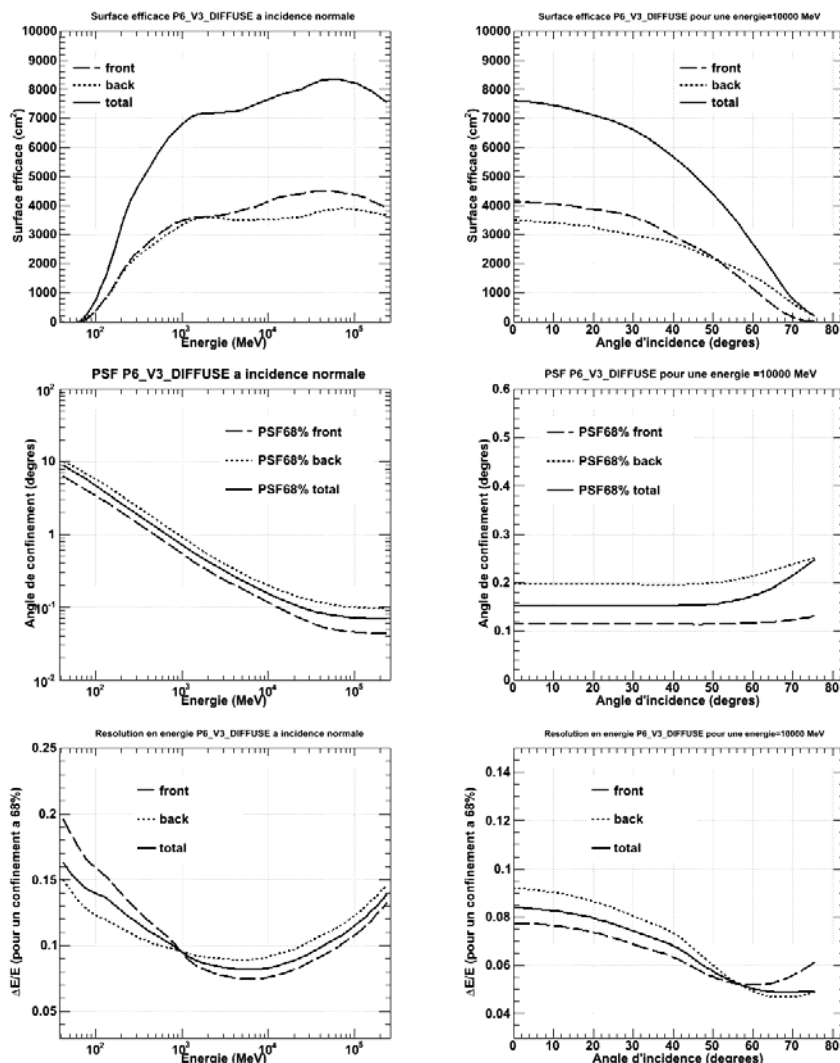 Surface efficace P6_V3_DIFFUSE a incidence normale
Surface efficace (cm²)
10000
9000
8000
7000
6000
5000
4000
3000
2000
1000
0
front
back
total
10²
10³
10⁴
10⁵
Energie (MeV)
Surface efficace P6_V3_DIFFUSE pour une energie=10000 MeV
Surface efficace (cm²)
10000
9000
8000
7000
6000
5000
4000
3000
2000
1000
0
front
back
total
0 10 20 30 40 50 60 70 80
Angle d'incidence (degres)
PSF P6_V3_DIFFUSE a incidence normale
Angle de confinement (degres)
10²
10
1
10⁻¹
10⁻²
PSF68% front
PSF68% back
PSF68% total
10²
10³
10⁴
10⁵
Energie (MeV)
PSF P6_V3_DIFFUSE pour une energie =10000 MeV
Angle de confinement (degres)
0.6
0.5
0.4
0.3
0.2
0.1
0
PSF68% front
PSF68% back
PSF68% total
0 10 20 30 40 50 60 70 80
Angle d'incidence (degres)
Resolution en energie P6_V3_DIFFUSE a incidence normale
ΔE/E (pour un confinement a 68%)
0.25
0.2
0.15
0.1
0.05
front
back
total
10²
10³
10⁴
10⁵
Energie (MeV)
Resolution en energie P6_V3_DIFFUSE pour une energie=10000 MeV
ΔE/E (pour un confinement a 68%)
0.14
0.12
0.1
0.08
0.06
0.04
front
back
total
0 10 20 30 40 50 60 70 80
Angle d'incidence (degres)